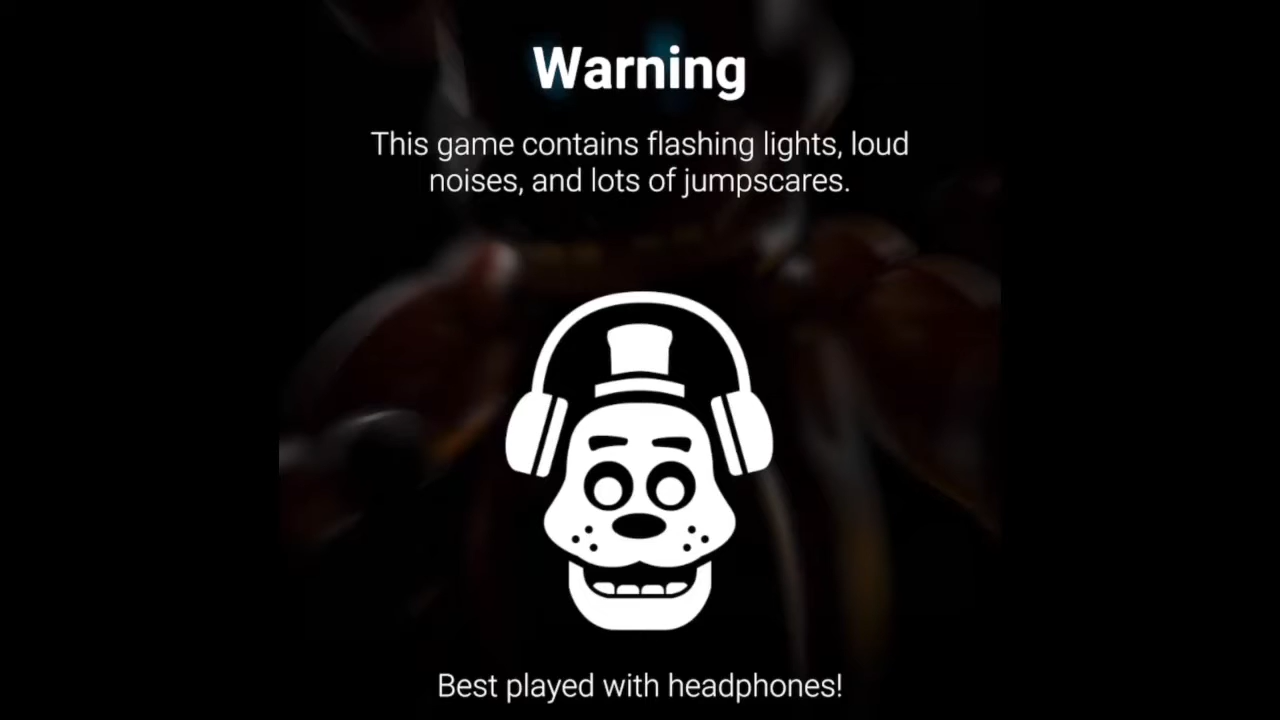 Warning
This game contains flashing lights, loud
noises, and lots of jumpscares.
Best played with headphones!